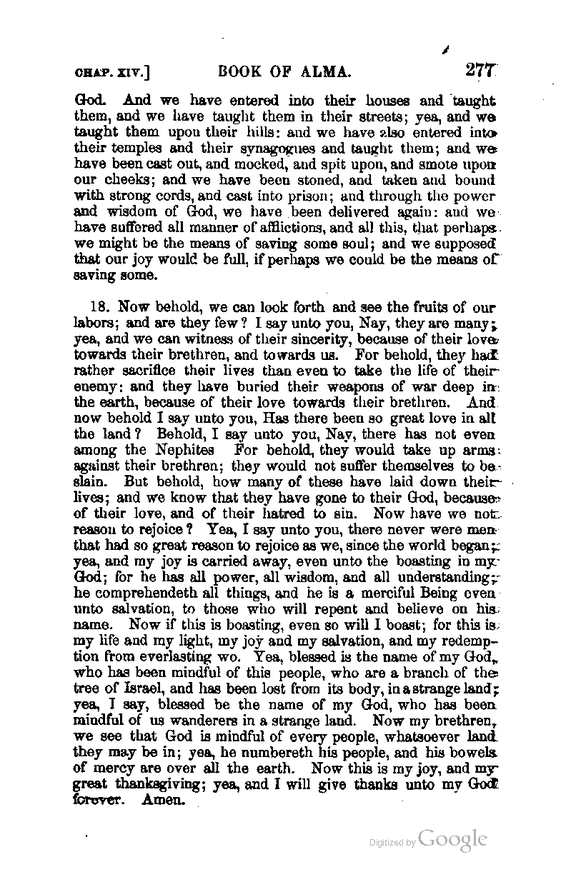 CHAP. XIV.] BOOK OF ALMA. 277
God. And we have entered into their houses and taught
them, and we have taught them in their streets; yea, and we
taught them upon their hills: and we have also entered into
their temples and their synagogues and taught them; and we
have been cast out, and mocked, and spit upon, and smote upon
our cheeks; and we have been stoned, and taken and bound
with strong cords, and cast into prison; and through the power
and wisdom of God, we have been delivered again: and we
have suffered all manner of afflictions, and all this, that perhaps
we might be the means of saving some soul; and we supposed
that our joy would be full, if perhaps we could be the means of
saving some.
18. Now behold, we can look forth and see the fruits of our
labors; and are they few? I say unto you, Nay, they are many;
yea, and we can witness of their sincerity, because of their love
towards their brethren, and towards us. For behold, they had
rather sacrifice their lives than even to take the life of their
enemy: and they have buried their weapons of war deep in
the earth, because of their love towards their brethren. And
now behold I say unto you, Has there been so great love in all
the land? Behold, I say unto you, Nay, there has not even
among the Nephites For behold, they would take up arms
against their brethren; they would not suffer themselves to be
slain. But behold, how many of these have laid down their
lives; and we know that they have gone to their God, because
of their love, and of their hatred to sin. Now have we not
reason to rejoice? Yea, I say unto you, there never were men
that had so great reason to rejoice as we, since the world began;
yea, and my joy is carried away, even unto the boasting in my
God; for he has all power, all wisdom, and all understanding;
he comprehendeth all things, and he is a merciful Being even
unto salvation, to those who will repent and believe on his
name. Now if this is boasting, even so will I boast; for this is
my life and my light, my joy and my salvation, and my redemp-
tion from everlasting wo. Yea, blessed is the name of my God,
who has been mindful of this people, who are a branch of the
tree of Israel, and has been lost from its body, in a strange land;
yea, I say, blessed be the name of my God, who has been
mindful of us wanderers in a strange land. Now my brethren,
we see that God is mindful of every people, whatsoever land
they may be in; yea, he numbereth his people, and his bowels
of mercy are over all the earth. Now this is my joy, and my
great thanksgiving; yea, and I will give thanks unto my God
forever. Amen.
Digitized by Google